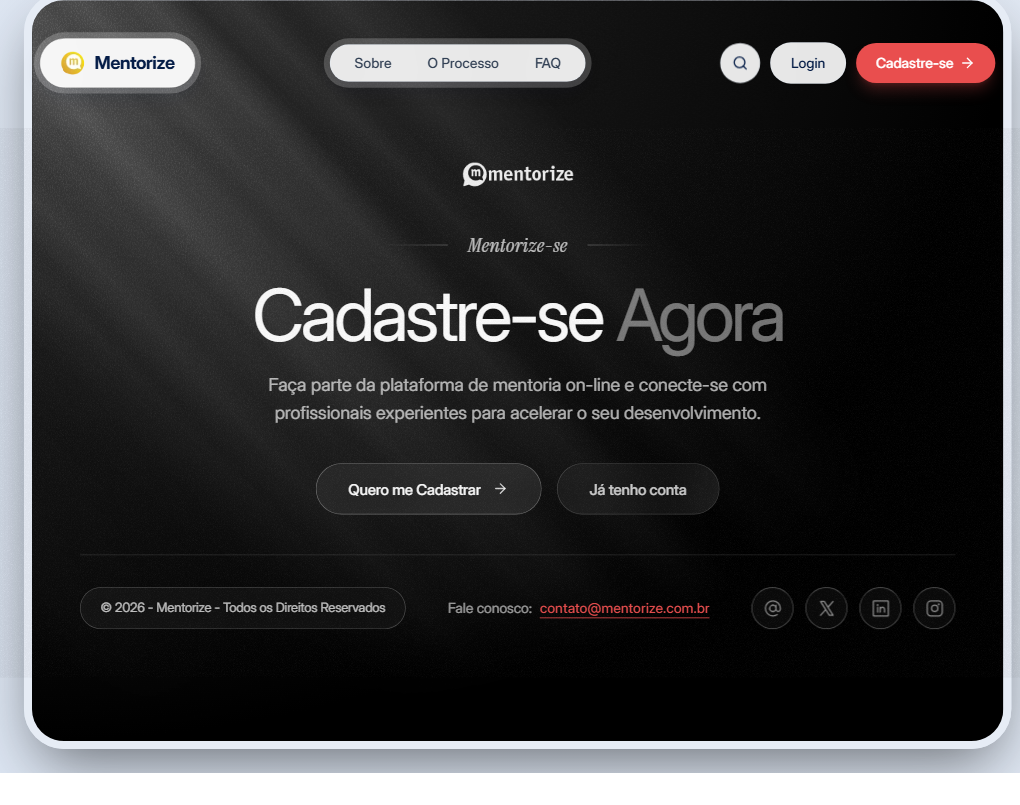 Mentorize
Sobre O Processo FAQ
Login
Cadastre-se
mentorize
Mentorize-se
Cadastre-se Agora
Faça parte da plataforma de mentoria on-line e conecte-se com
profissionais experientes para acelerar o seu desenvolvimento.
Quero me Cadastrar
Já tenho conta
© 2026 - Mentorize - Todos os Direitos Reservados
Fale conosco: contato@mentorize.com.br